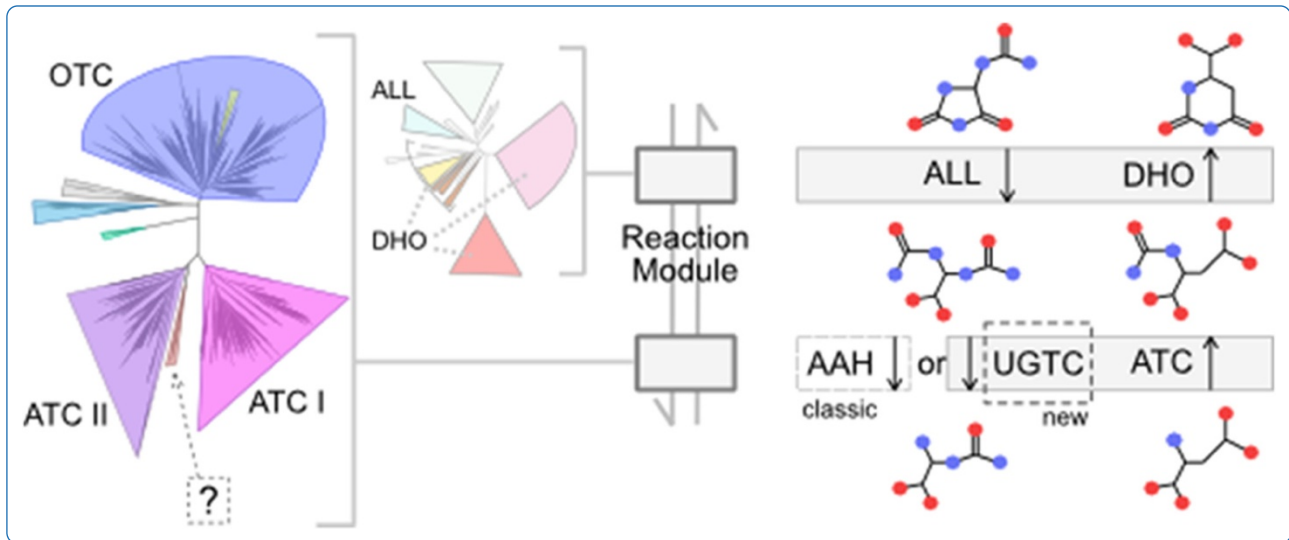 OTC
ALL
DHO
ATC II
ATC I
?
Reaction
Module
ALL
DHO
AAH or UGTC ATC
classic
new